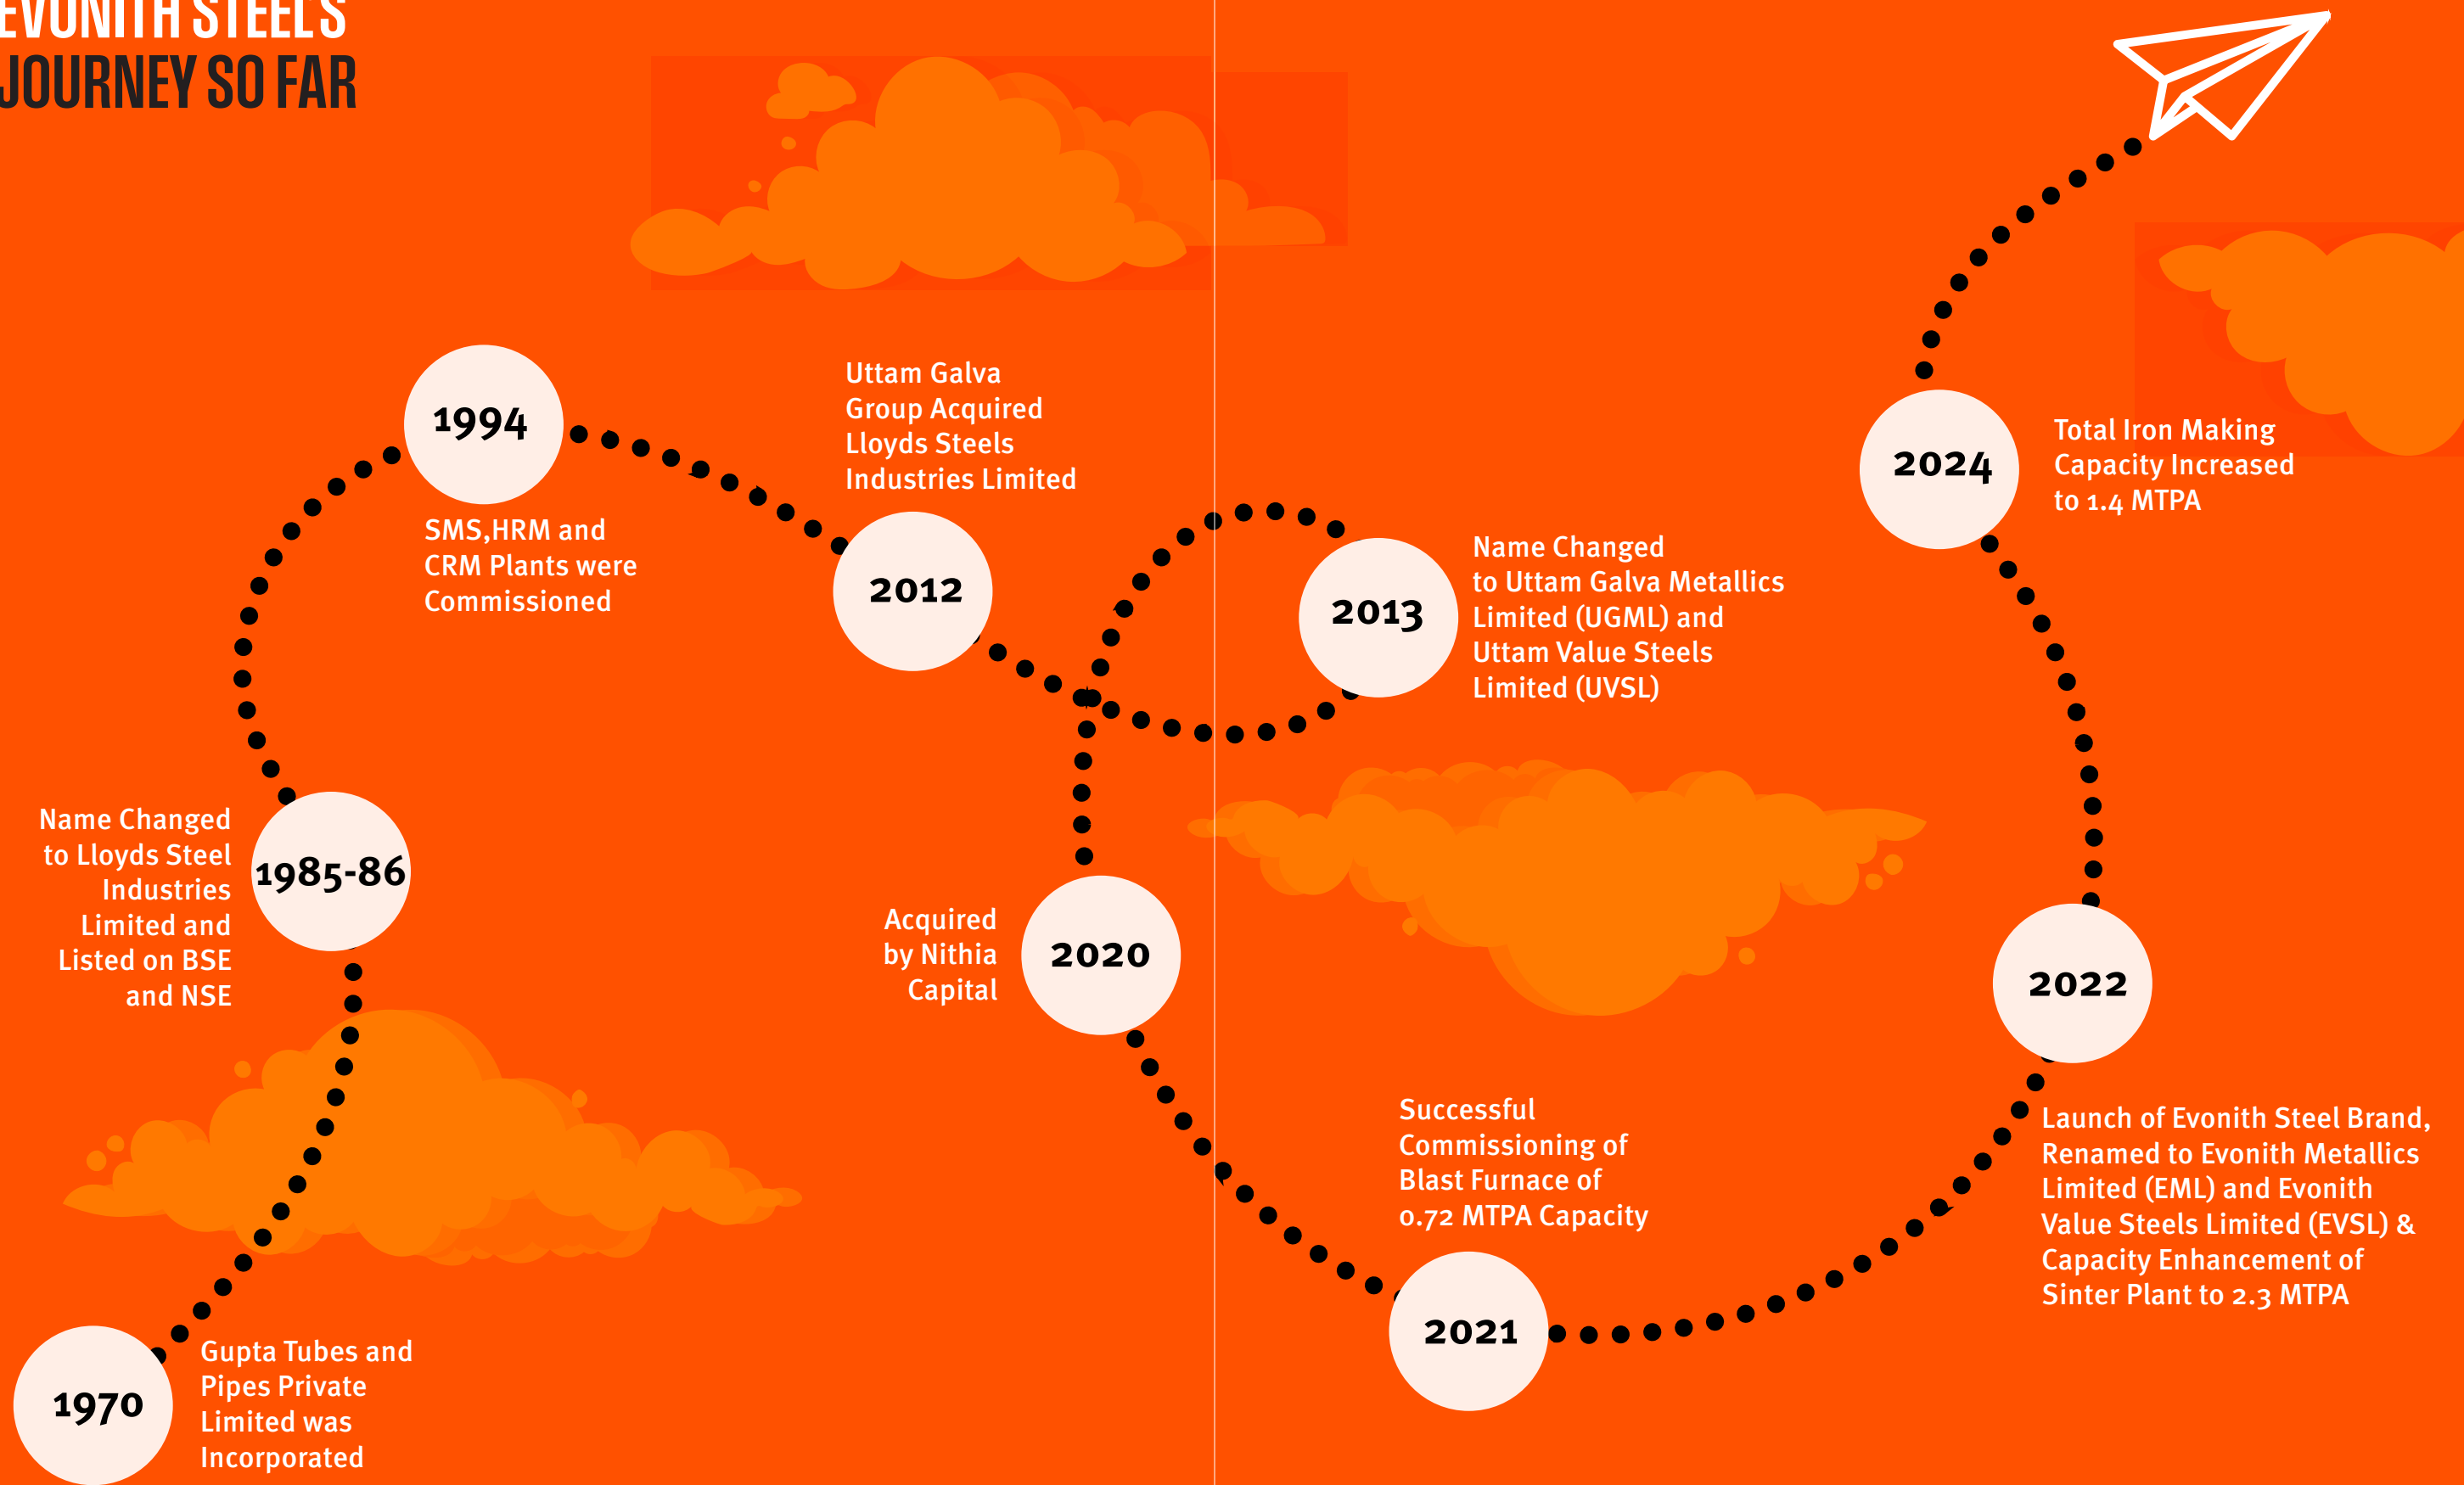 EVONITH STEEL'S
JOURNEY SO FAR
1970
Gupta Tubes and
Pipes Private
Limited was
Incorporated
1985-86
Name Changed
to Lloyds Steel
Industries
Limited and
Listed on BSE
and NSE
1994
SMS,HRM and
CRM Plants were
Commissioned
2012
Uttam Galva
Group Acquired
Lloyds Steels
Industries Limited
2013
Name Changed
to Uttam Galva Metallics
Limited (UGML) and
Uttam Value Steels
Limited (UVSL)
2020
Acquired
by Nithia
Capital
2021
Successful
Commissioning of
Blast Furnace of
0.72 MTPA Capacity
2022
Launch of Evonith Steel Brand,
Renamed to Evonith Metallics
Limited (EML) and Evonith
Value Steels Limited (EVSL) &
Capacity Enhancement of
Sinter Plant to 2.3 MTPA
2024
Total Iron Making
Capacity Increased
to 1.4 MTPA